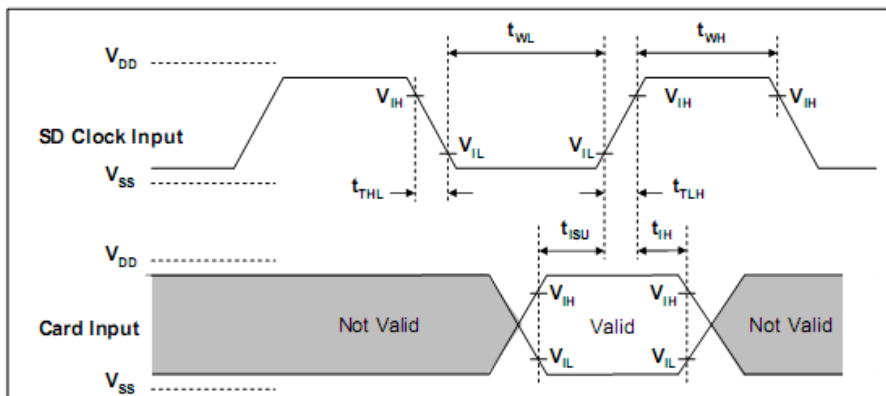 t_WL t_WH
V_DD
V_IH V_IH V_IH
SD Clock Input
V_IL V_IL
V_SS
t_THL t_TLH
t_ISU t_IH
V_DD
V_IH V_IH
Card Input Not Valid Valid Not Valid
V_IL V_IL
V_SS